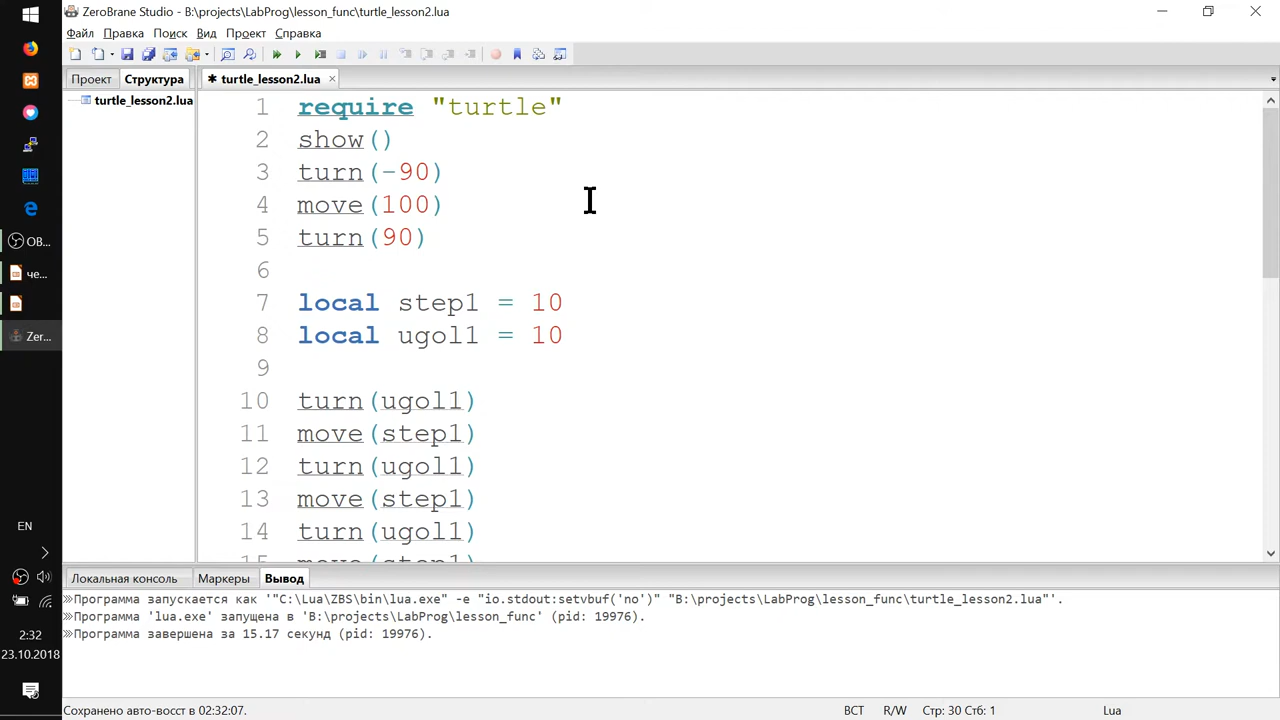 ZeroBrane Studio - B:\projects\LabProg\lesson_func\turtle_lesson2.lua
Файл Правка Поиск Вид Проект Справка
Проект Структура
turtle_lesson2.lua
✱ turtle_lesson2.lua ×
1 require "turtle"
2 show()
3 turn(-90)
4 move(100)
5 turn(90)
6
7 local step1 = 10
8 local ugol1 = 10
9
10 turn(ugol1)
11 move(step1)
12 turn(ugol1)
13 move(step1)
14 turn(ugol1)
15 move(step1)
OB...
че...
Zer...
EN
2:32
23.10.2018
Локальная консоль Маркеры Вывод
Программа запускается как '"C:\Lua\ZBS\bin\lua.exe" -e "io.stdout:setvbuf('no')" "B:\projects\LabProg\lesson_func\turtle_lesson2.lua"'.
Программа 'lua.exe' запущена в 'B:\projects\LabProg\lesson_func' (pid: 19976).
Программа завершена за 15.17 секунд (pid: 19976).
Сохранено авто-восст в 02:32:07. ВСТ R/W Стр: 30 Стб: 1 Lua